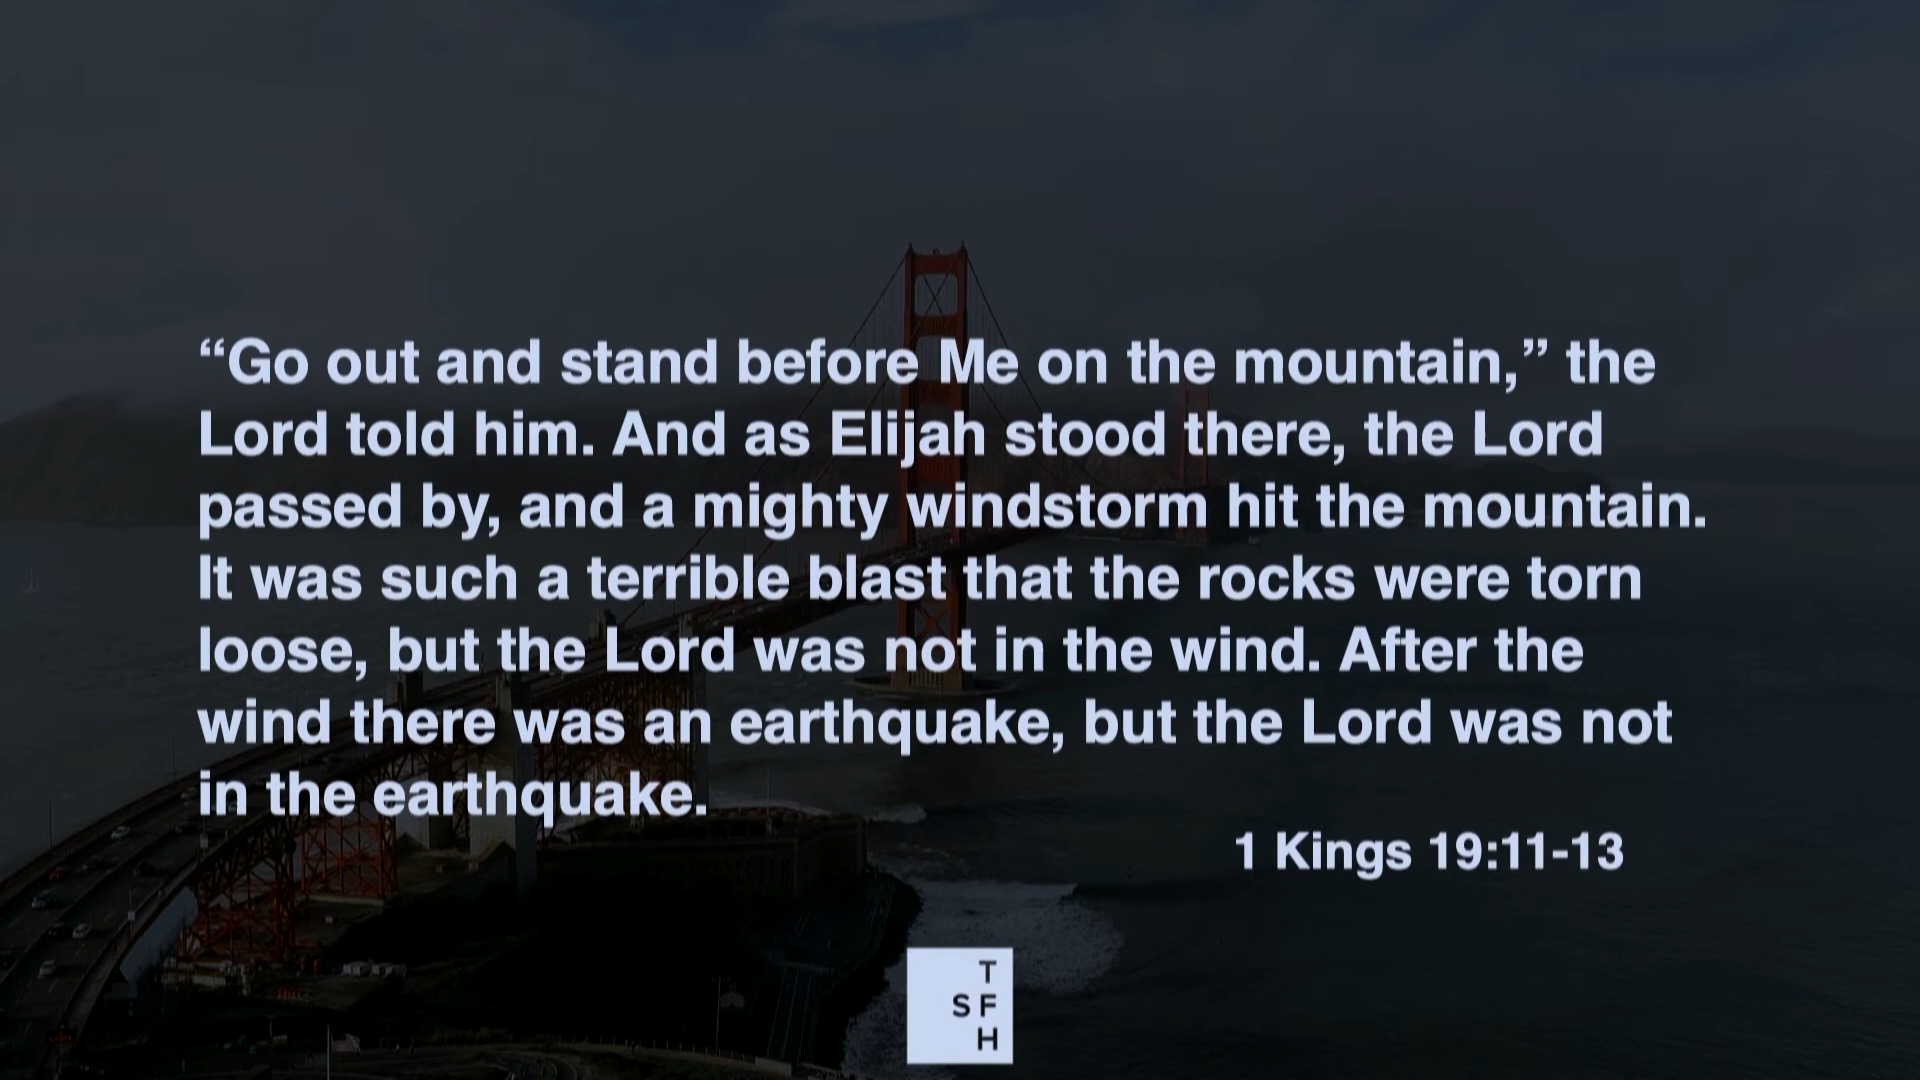 “Go out and stand before Me on the mountain,” the
Lord told him. And as Elijah stood there, the Lord
passed by, and a mighty windstorm hit the mountain.
It was such a terrible blast that the rocks were torn
loose, but the Lord was not in the wind. After the
wind there was an earthquake, but the Lord was not
in the earthquake.
1 Kings 19:11-13
T
SF
H